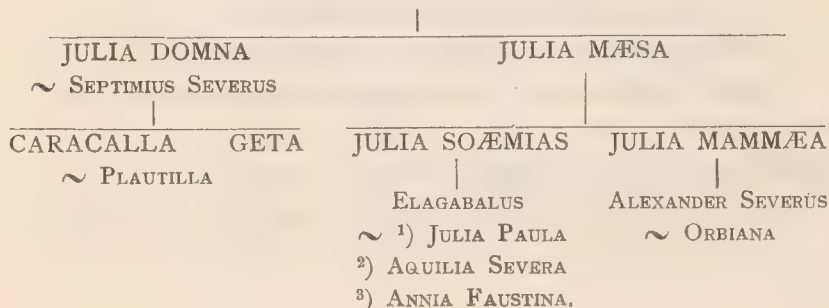 JULIA DOMNA JULIA MÆSA
~ SEPTIMIUS SEVERUS
CARACALLA GETA JULIA SOÆMIAS JULIA MAMMÆA
~ PLAUTILLA ELAGABALUS ALEXANDER SEVERUS
~ ¹) JULIA PAULA ~ ORBIANA
²) AQUILIA SEVERA
³) ANNIA FAUSTINA.